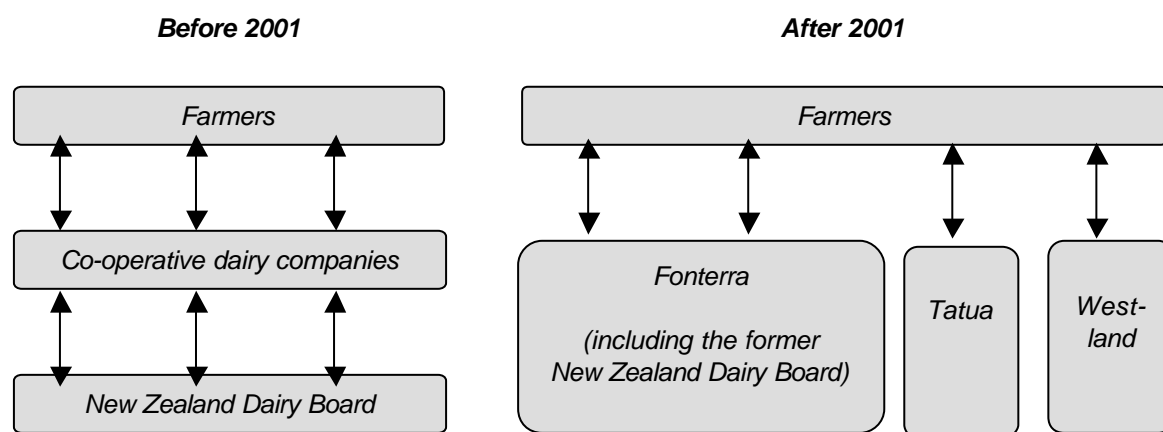 Before 2001
Farmers
Co-operative dairy companies
New Zealand Dairy Board
After 2001
Farmers
Fonterra
(including the former
New Zealand Dairy Board)
Tatua
West-
land